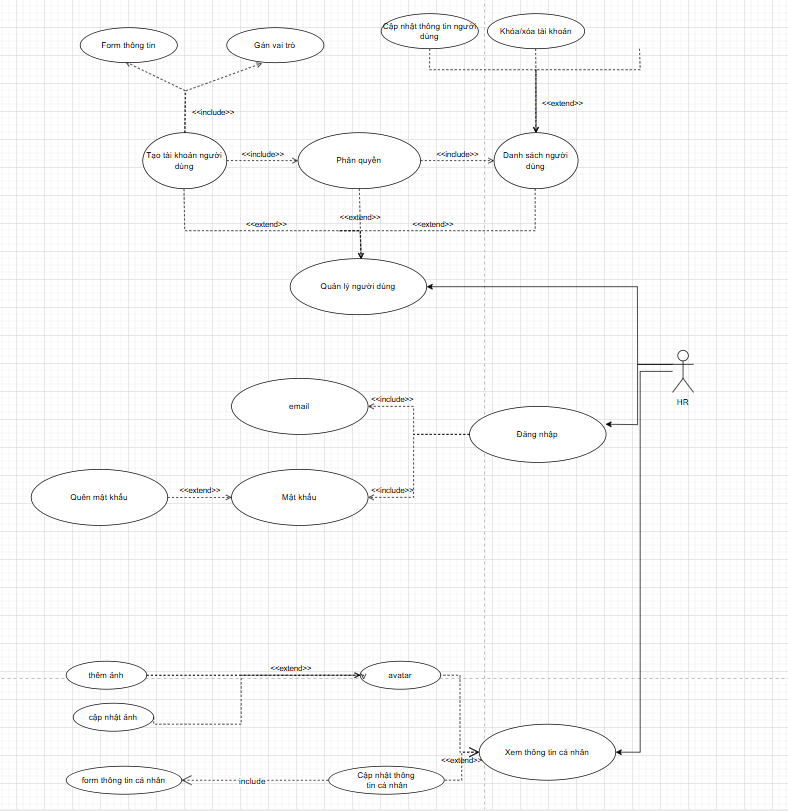 Cập nhật thông tin người
dùng
Khóa/xóa tài khoản
Form thông tin
Gán vai trò
<<include>>
<<extend>>
Tạo tài khoản người
dùng
<<include>>
Phân quyền
<<include>>
Danh sách người
dùng
<<extend>>
<<extend>>
<<extend>>
Quản lý người dùng
HR
email
<<include>>
Đăng nhập
Quên mật khẩu
<<extend>>
Mật khẩu
<<include>>
thêm ảnh
<<extend>>
avatar
cập nhật ảnh
Xem thông tin cá nhân
<<extend>>
form thông tin cá nhân
include
Cập nhật thông
tin cá nhân